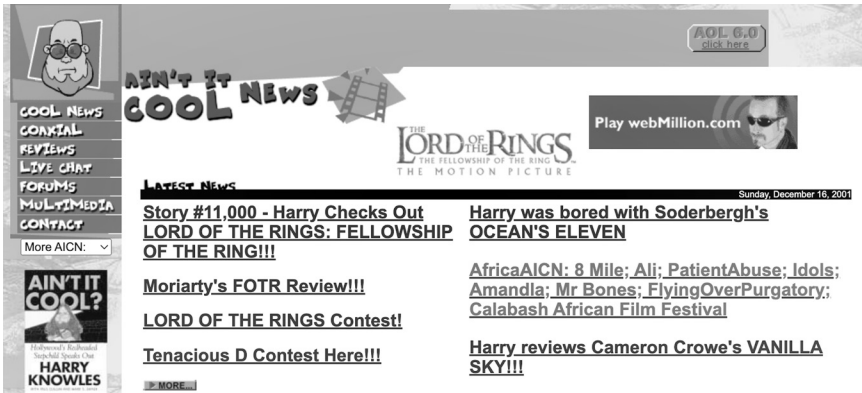 AOL 6.0
click here
AIN'T IT
COOL NEWS
COOL NEWS
COAXIAL
REVIEWS
LIVE CHAT
FORUMS
MULTIMEDIA
CONTACT
More AICN:
AIN'T IT
COOL?
Hollywood's Redheaded
Stepchild Speaks Out
HARRY
KNOWLES
THE
LORD OF THE RINGS
THE FELLOWSHIP OF THE RING
THE MOTION PICTURE
Play webMillion.com
LATEST NEWS
Sunday, December 16, 2001
Story #11,000 - Harry Checks Out
LORD OF THE RINGS: FELLOWSHIP
OF THE RING!!!
Moriarty's FOTR Review!!!
LORD OF THE RINGS Contest!
Tenacious D Contest Here!!!
MORE...
Harry was bored with Soderbergh's
OCEAN'S ELEVEN
AfricaAICN: 8 Mile; Ali; PatientAbuse; Idols;
Amandla; Mr Bones; FlyingOverPurgatory;
Calabash African Film Festival
Harry reviews Cameron Crowe's VANILLA
SKY!!!